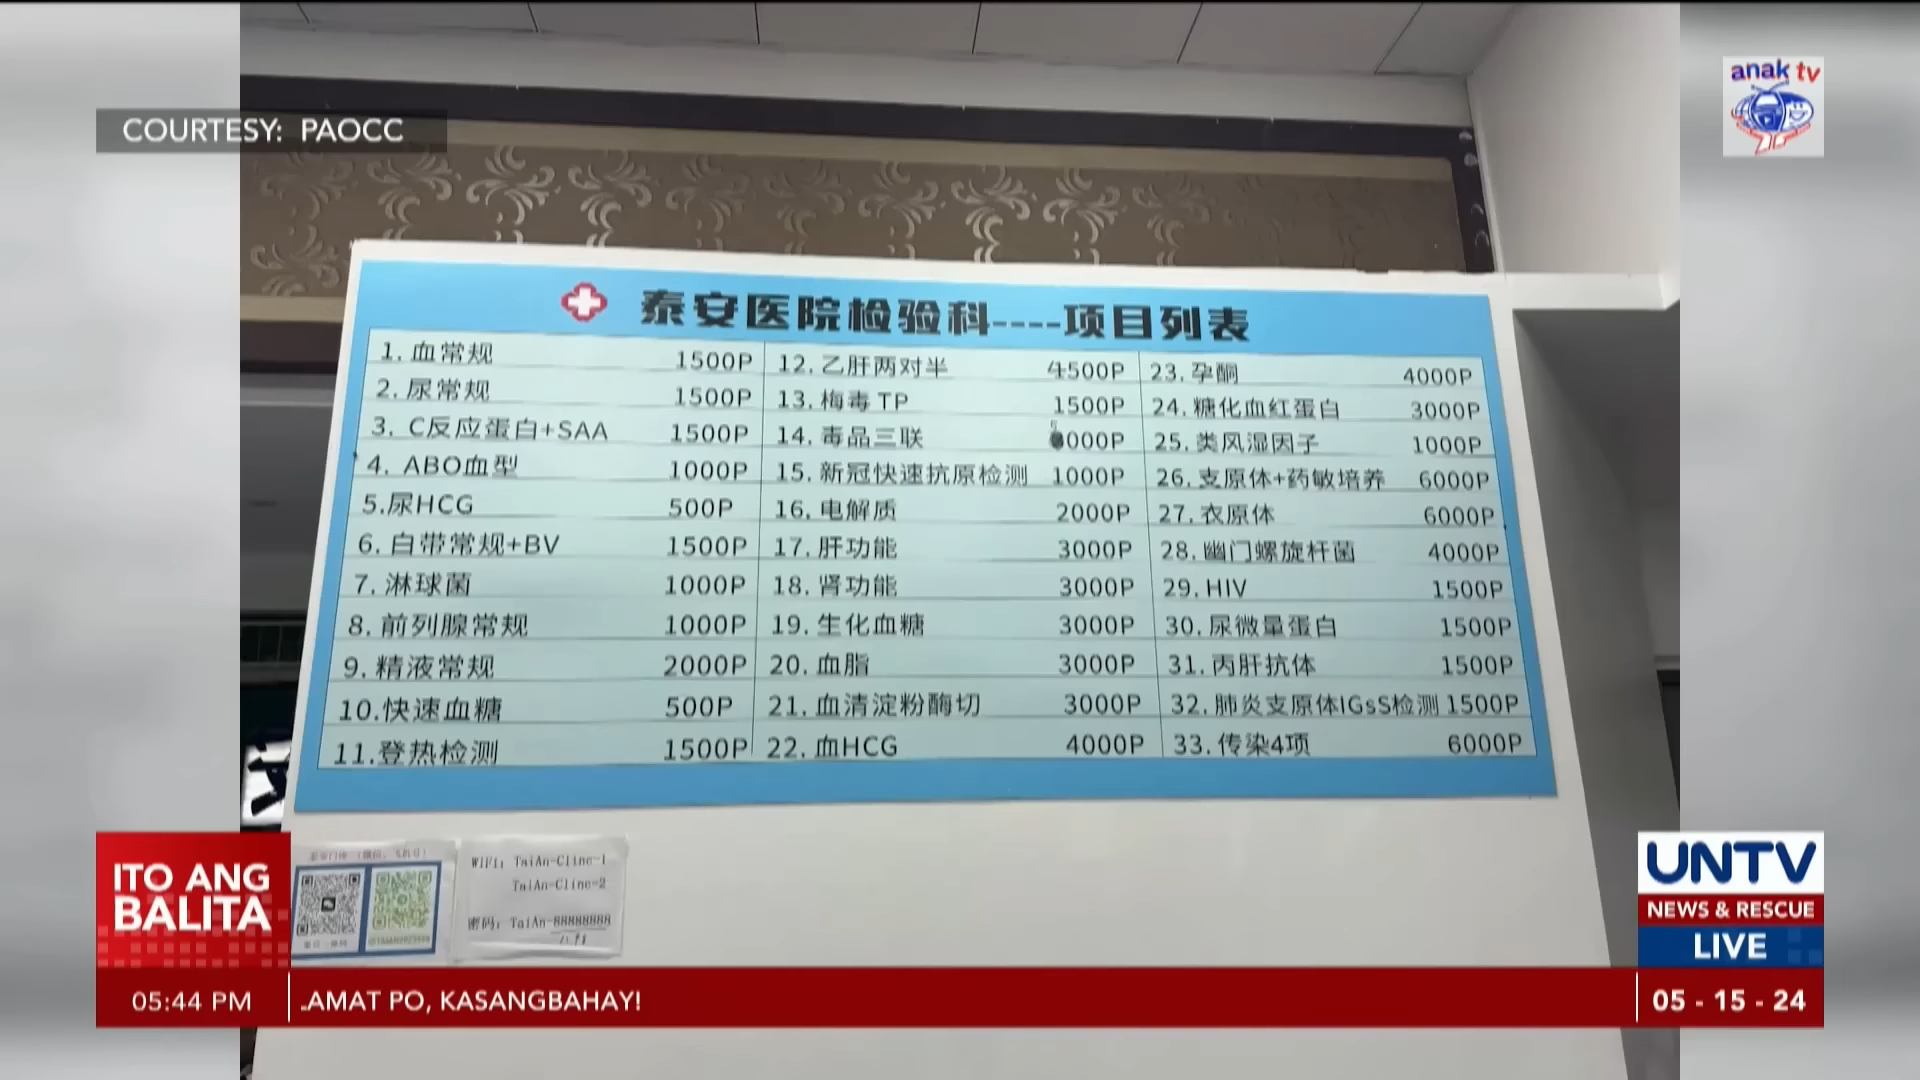 COURTESY: PAOCC
anak tv
泰安医院检验科----项目列表
1. 血常规 1500P
2. 尿常规 1500P
3. C反应蛋白+SAA 1500P
4. ABO血型 1000P
5.尿HCG 500P
6. 白带常规+BV 1500P
7. 淋球菌 1000P
8. 前列腺常规 1000P
9. 精液常规 2000P
10.快速血糖 500P
11.登热检测 1500P
12. 乙肝两对半 4500P
13. 梅毒 TP 1500P
14. 毒品三联 000P
15. 新冠快速抗原检测 1000P
16. 电解质 2000P
17. 肝功能 3000P
18. 肾功能 3000P
19. 生化血糖 3000P
20. 血脂 3000P
21. 血清淀粉酶切 3000P
22. 血HCG 4000P
23. 孕酮 4000P
24. 糖化血红蛋白 3000P
25. 类风湿因子 1000P
26. 支原体+药敏培养 6000P
27. 衣原体 6000P
28. 幽门螺旋杆菌 4000P
29. HIV 1500P
30. 尿微量蛋白 1500P
31. 丙肝抗体 1500P
32. 肺炎支原体IGsS检测 1500P
33. 传染4项 6000P
WiFi: TaiAn-Clinc-1
TaiAn-Clinc-2
密码: TaiAn-88888888
ITO ANG
BALITA
UNTV
NEWS & RESCUE
LIVE
05:44 PM
AMAT PO, KASANGBAHAY!
05 - 15 - 24